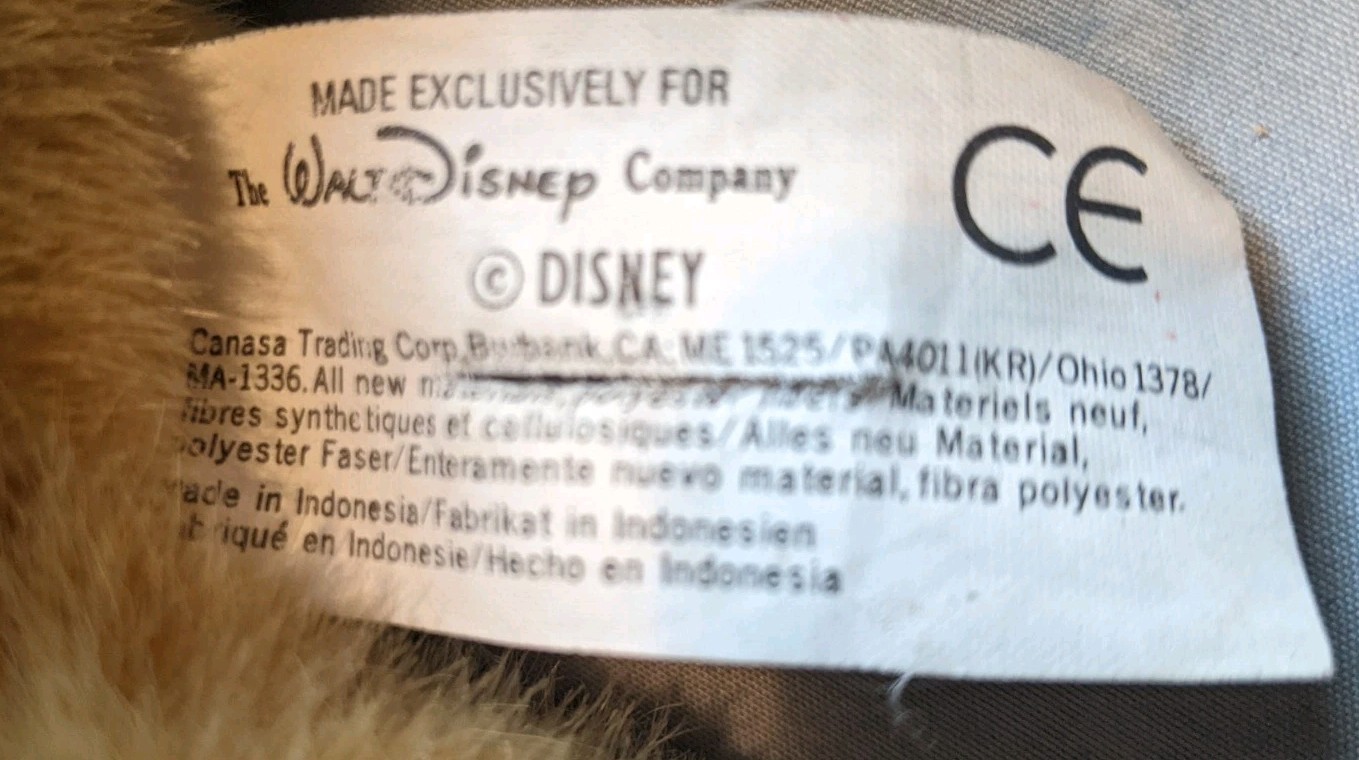 MADE EXCLUSIVELY FOR
The WALT DISNEY Company
CE
© DISNEY
Canasa Trading Corp. Burbank, CA. ME 1525/PA4011(KR)/Ohio 1378/
MA-1336. All new Materiels neuf,
fibres synthetiques et cellulosiques/Alles neu Material,
polyester Faser/Enteramente nuevo material, fibra polyester.
Made in Indonesia/Fabrikat in Indonesien
en Indonesie/Hecho en Indonesia